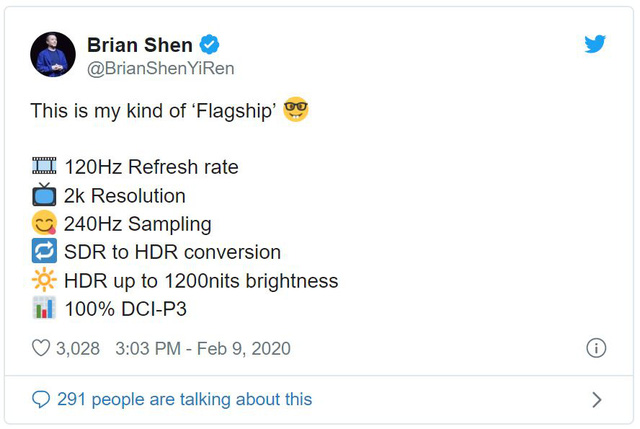 Brian Shen
@BrianShenYiRen
This is my kind of ‘Flagship’ 🤓
🎞️ 120Hz Refresh rate
📺 2k Resolution
😋 240Hz Sampling
🔁 SDR to HDR conversion
🔆 HDR up to 1200nits brightness
📊 100% DCI-P3
3,028 3:03 PM - Feb 9, 2020
291 people are talking about this